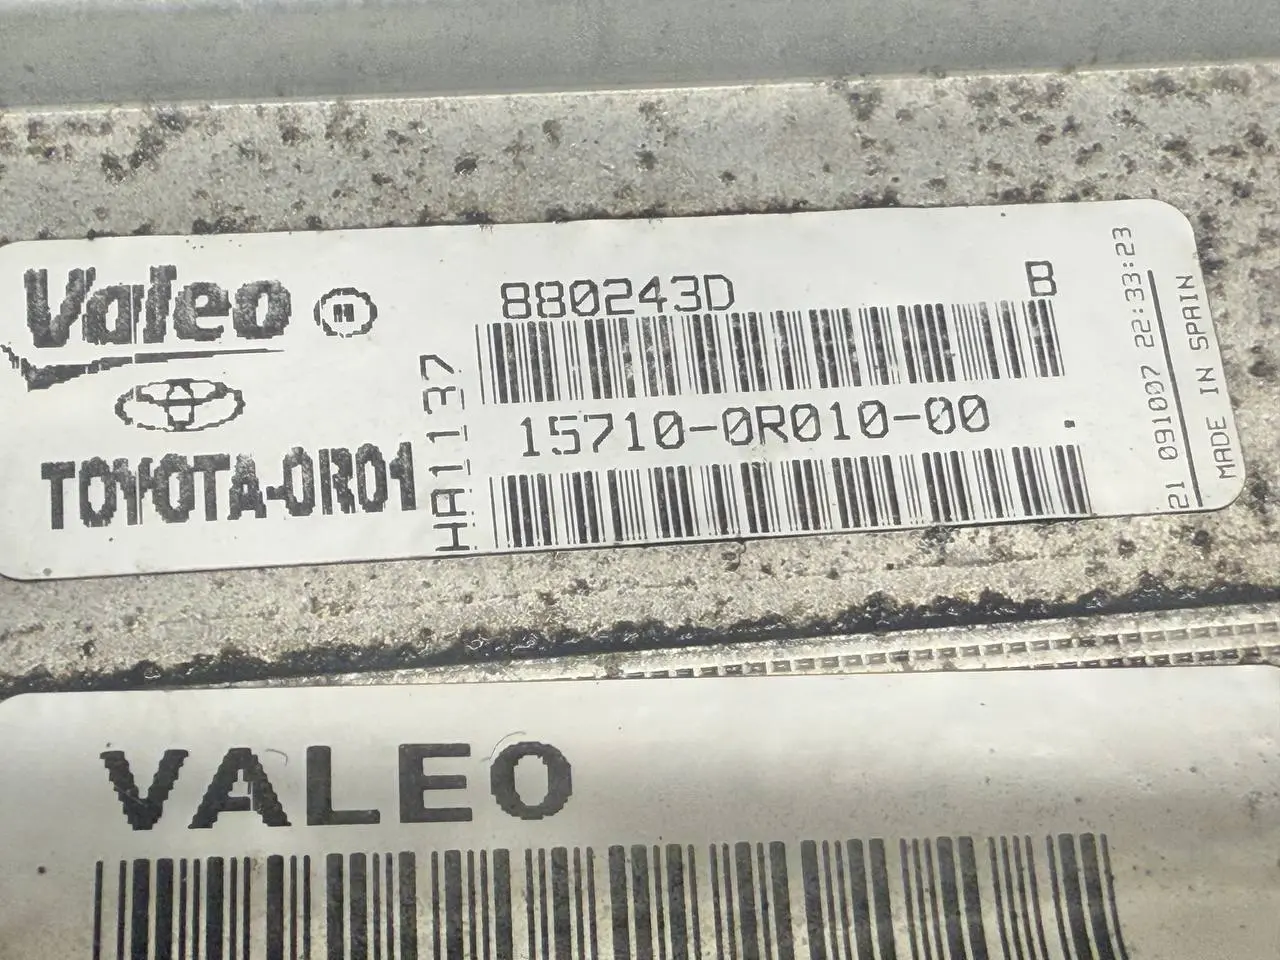 Valeo
TOYOTA-0R01
HA1137
880243D B
15710-0R010-00
21 091007 22:33:23
MADE IN SPAIN
VALEO